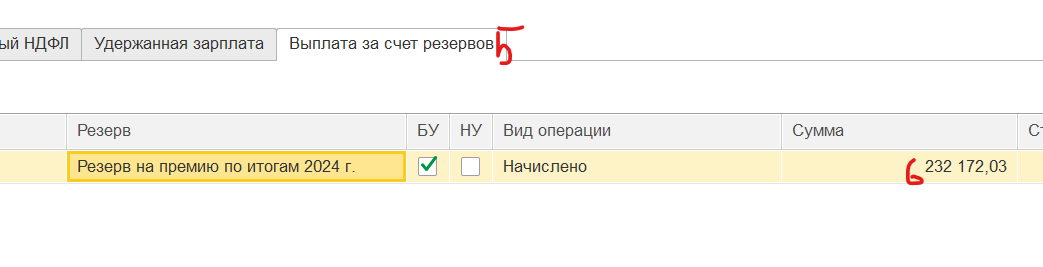 ый НДФЛ Удержанная зарплата Выплата за счет резервов 5
Резерв БУ НУ Вид операции Сумма Ст
Резерв на премию по итогам 2024 г. Начислено 6 232 172,03